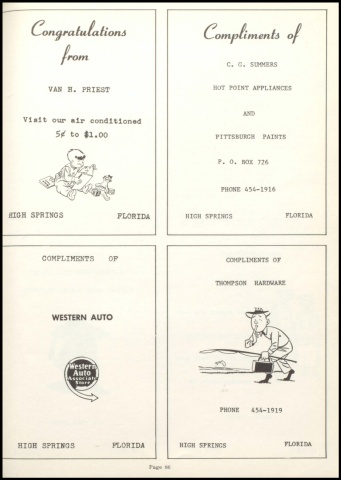 Congratulations
from
VAN H. PRIEST
Visit our air conditioned
5¢ to $1.00
HIGH SPRINGS FLORIDA
Compliments of
C. G. SIMMERS
HOT POINT APPLIANCES
AND
PITTSBURGH PAINTS
P. O. BOX 726
PHONE 454-1916
HIGH SPRINGS FLORIDA
COMPLIMENTS OF
WESTERN AUTO
Western
Auto
Associate
Store
HIGH SPRINGS FLORIDA
COMPLIMENTS OF
THOMPSON HARDWARE
PHONE 454-1919
HIGH SPRINGS FLORIDA
Page 86